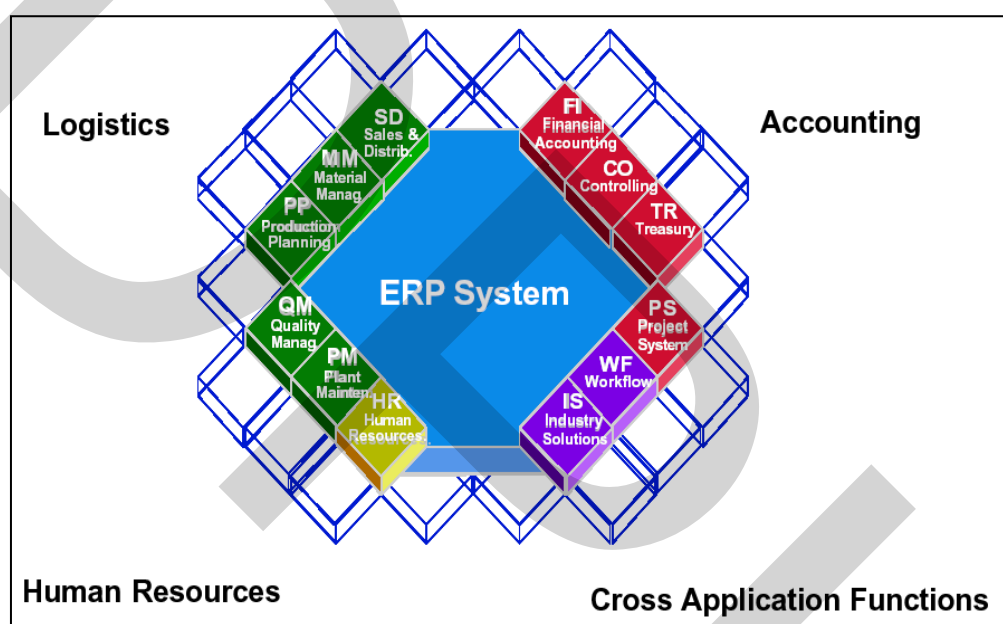 Logistics
Accounting
SD
Sales &
Distrib.
MM
Material
Manag
PP
Production
Planning
FI
Financial
Accounting
CO
Controlling
TR
Treasury
ERP System
QM
Quality
Manag
PM
Plant
Mainten.
HR
Human
Resources.
PS
Project
System
WF
Workflow
IS
Industry
Solutions
Human Resources
Cross Application Functions